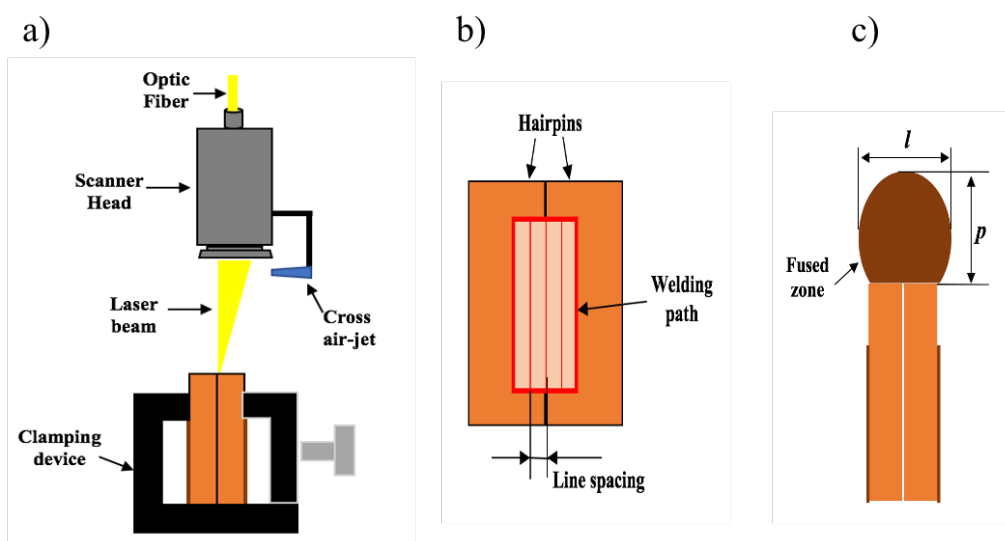 a)
Optic
Fiber
Scanner
Head
Laser
beam
Cross
air-jet
Clamping
device
b)
Hairpins
Welding
path
Line spacing
c)
l
p
Fused
zone